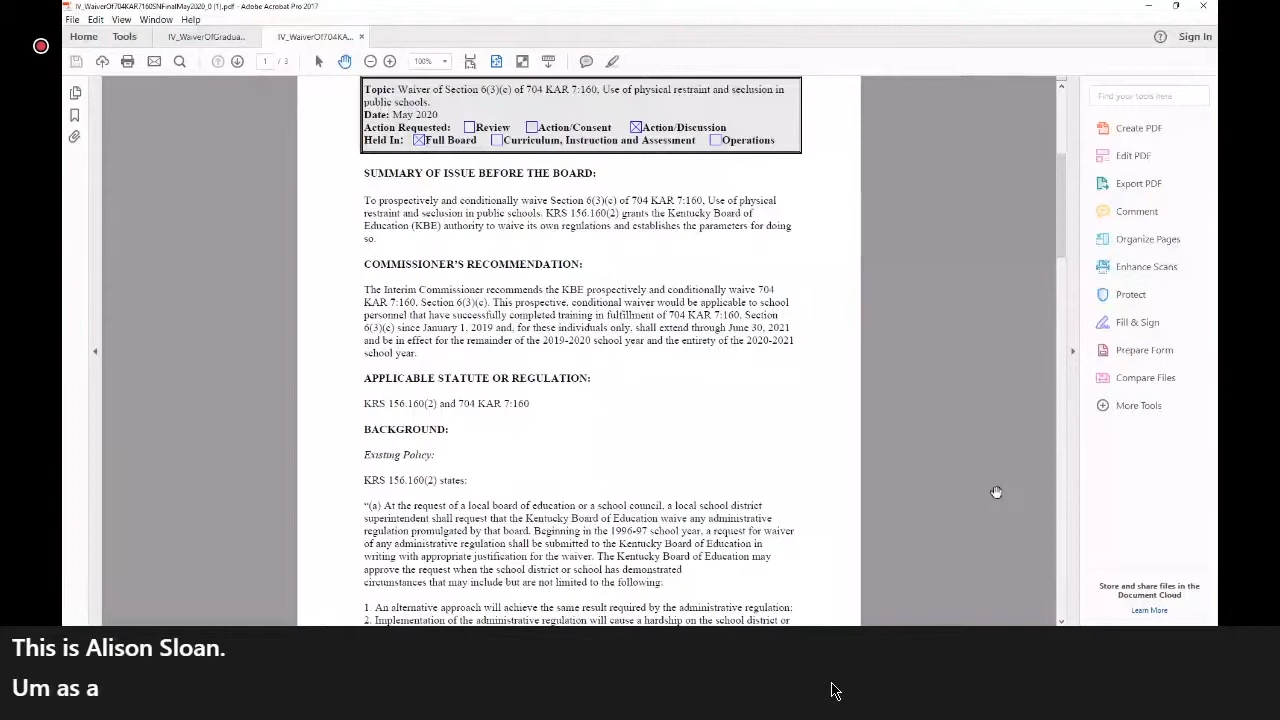 IV_WaiverOf704KAR7160SNFinalMay2020_0 (1).pdf - Adobe Acrobat Pro 2017
File Edit View Window Help
Home Tools IV_WaiverOfGradua... IV_WaiverOf704KA... × Sign In
1 / 3 100%
Topic: Waiver of Section 6(3)(c) of 704 KAR 7:160, Use of physical restraint and seclusion in
public schools.
Date: May 2020
Action Requested: Review Action/Consent Action/Discussion
Held In: Full Board Curriculum, Instruction and Assessment Operations
SUMMARY OF ISSUE BEFORE THE BOARD:
To prospectively and conditionally waive Section 6(3)(c) of 704 KAR 7:160, Use of physical
restraint and seclusion in public schools. KRS 156.160(2) grants the Kentucky Board of
Education (KBE) authority to waive its own regulations and establishes the parameters for doing
so.
COMMISSIONER'S RECOMMENDATION:
The Interim Commissioner recommends the KBE prospectively and conditionally waive 704
KAR 7:160, Section 6(3)(c). This prospective, conditional waiver would be applicable to school
personnel that have successfully completed training in fulfillment of 704 KAR 7:160, Section
6(3)(c) since January 1, 2019 and, for these individuals only, shall extend through June 30, 2021
and be in effect for the remainder of the 2019-2020 school year and the entirety of the 2020-2021
school year.
APPLICABLE STATUTE OR REGULATION:
KRS 156.160(2) and 704 KAR 7:160
BACKGROUND:
Existing Policy:
KRS 156.160(2) states:
“(a) At the request of a local board of education or a school council, a local school district
superintendent shall request that the Kentucky Board of Education waive any administrative
regulation promulgated by that board. Beginning in the 1996-97 school year, a request for waiver
of any administrative regulation shall be submitted to the Kentucky Board of Education in
writing with appropriate justification for the waiver. The Kentucky Board of Education may
approve the request when the school district or school has demonstrated
circumstances that may include but are not limited to the following:
1. An alternative approach will achieve the same result required by the administrative regulation;
2. Implementation of the administrative regulation will cause a hardship on the school district or
Find your tools here
Create PDF
Edit PDF
Export PDF
Comment
Organize Pages
Enhance Scans
Protect
Fill & Sign
Prepare Form
Compare Files
More Tools
Store and share files in the
Document Cloud
Learn More
This is Alison Sloan.
Um as a